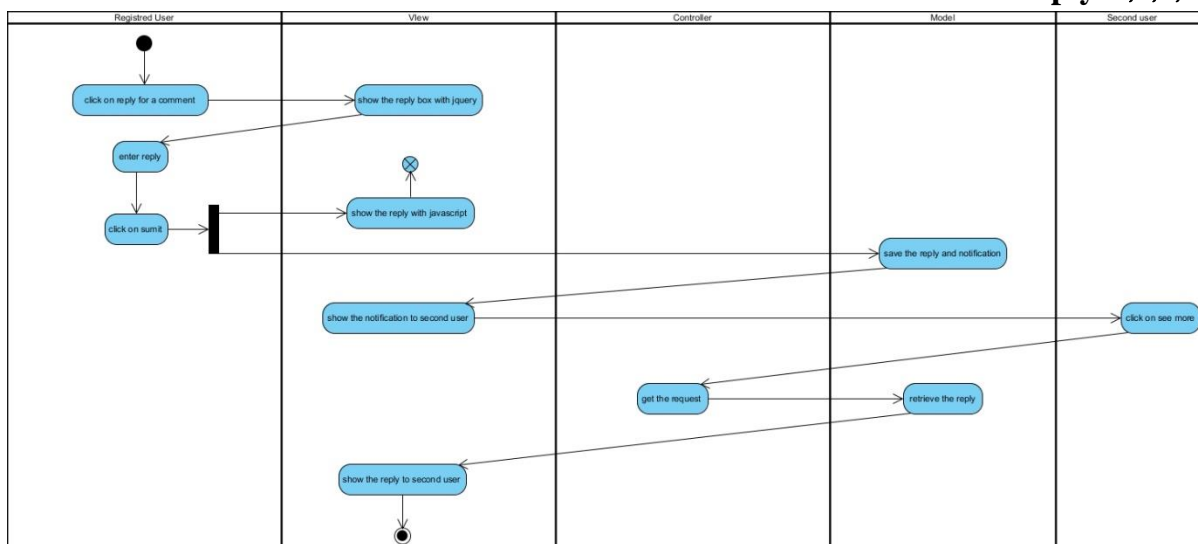 Registred User
VIew
Controller
Model
Second user
click on reply for a comment
show the reply box with jquery
enter reply
show the reply with javascript
click on sumit
save the reply and notification
show the notification to second user
click on see more
get the request
retrieve the reply
show the reply to second user